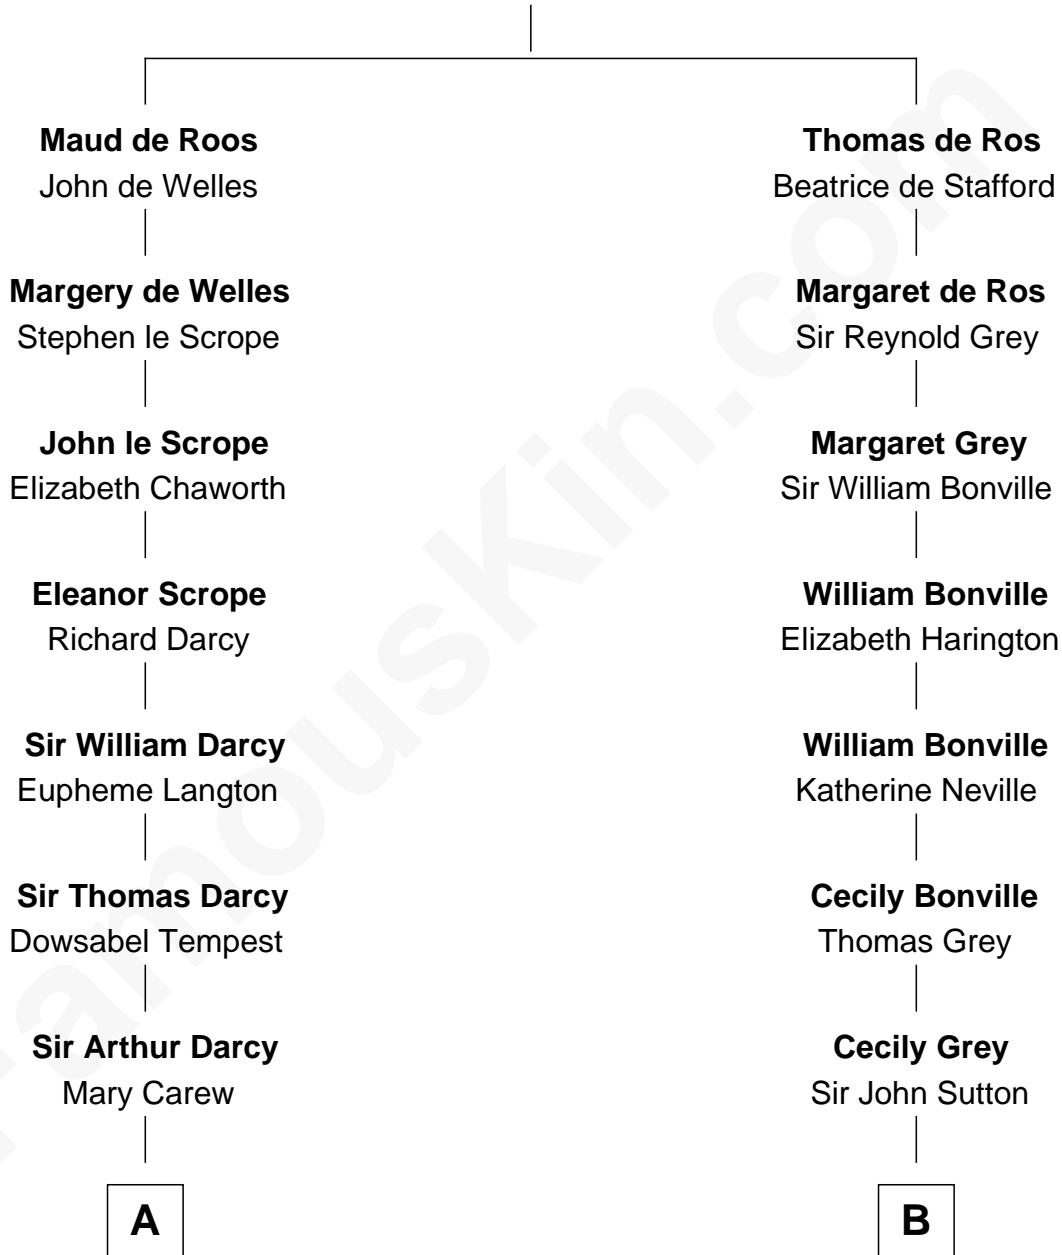 Maud de Roos
John de Welles
Margery de Welles
Stephen le Scrope
John le Scrope
Elizabeth Chaworth
Eleanor Scrope
Richard Darcy
Sir William Darcy
Eupheme Langton
Sir Thomas Darcy
Dowsabel Tempest
Sir Arthur Darcy
Mary Carew
A
Thomas de Ros
Beatrice de Stafford
Margaret de Ros
Sir Reynold Grey
Margaret Grey
Sir William Bonville
William Bonville
Elizabeth Harington
William Bonville
Katherine Neville
Cecily Bonville
Thomas Grey
Cecily Grey
Sir John Sutton
B
FamousKin.com